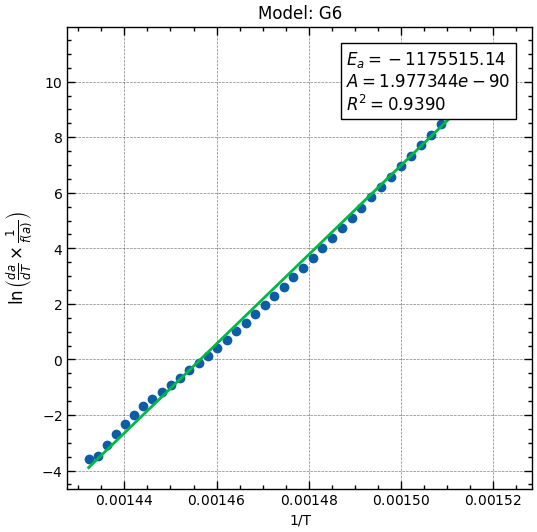 Model: G6
E_a = −1175515.14
A = 1.977344e − 90
R^2 = 0.9390
10
8
6
4
2
0
−2
−4
ln (da/dT × 1/f(a))
0.00144 0.00146 0.00148 0.00150 0.00152
1/T